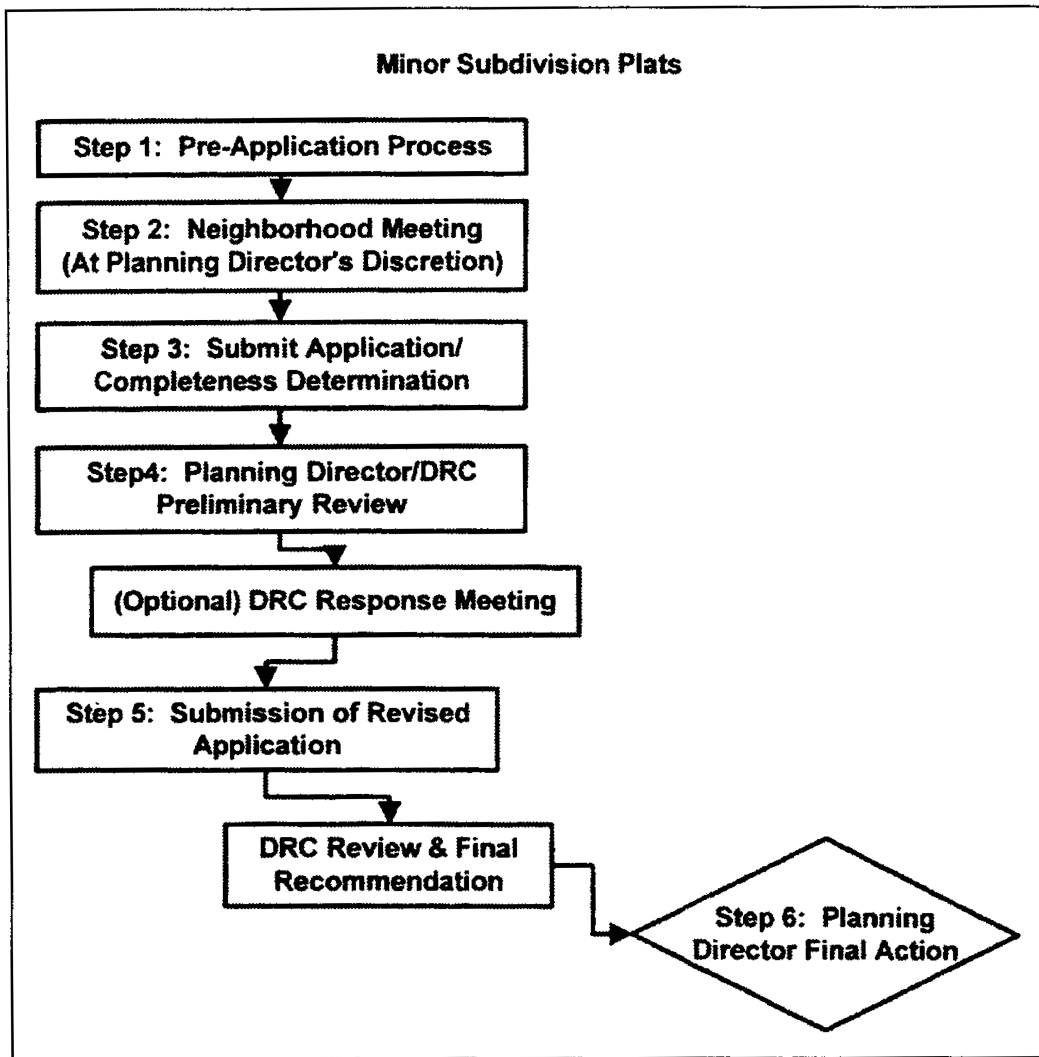 Minor Subdivision Plats
Step 1: Pre-Application Process
Step 2: Neighborhood Meeting
(At Planning Director's Discretion)
Step 3: Submit Application/
Completeness Determination
Step4: Planning Director/DRC
Preliminary Review
(Optional) DRC Response Meeting
Step 5: Submission of Revised
Application
DRC Review & Final
Recommendation
Step 6: Planning
Director Final Action